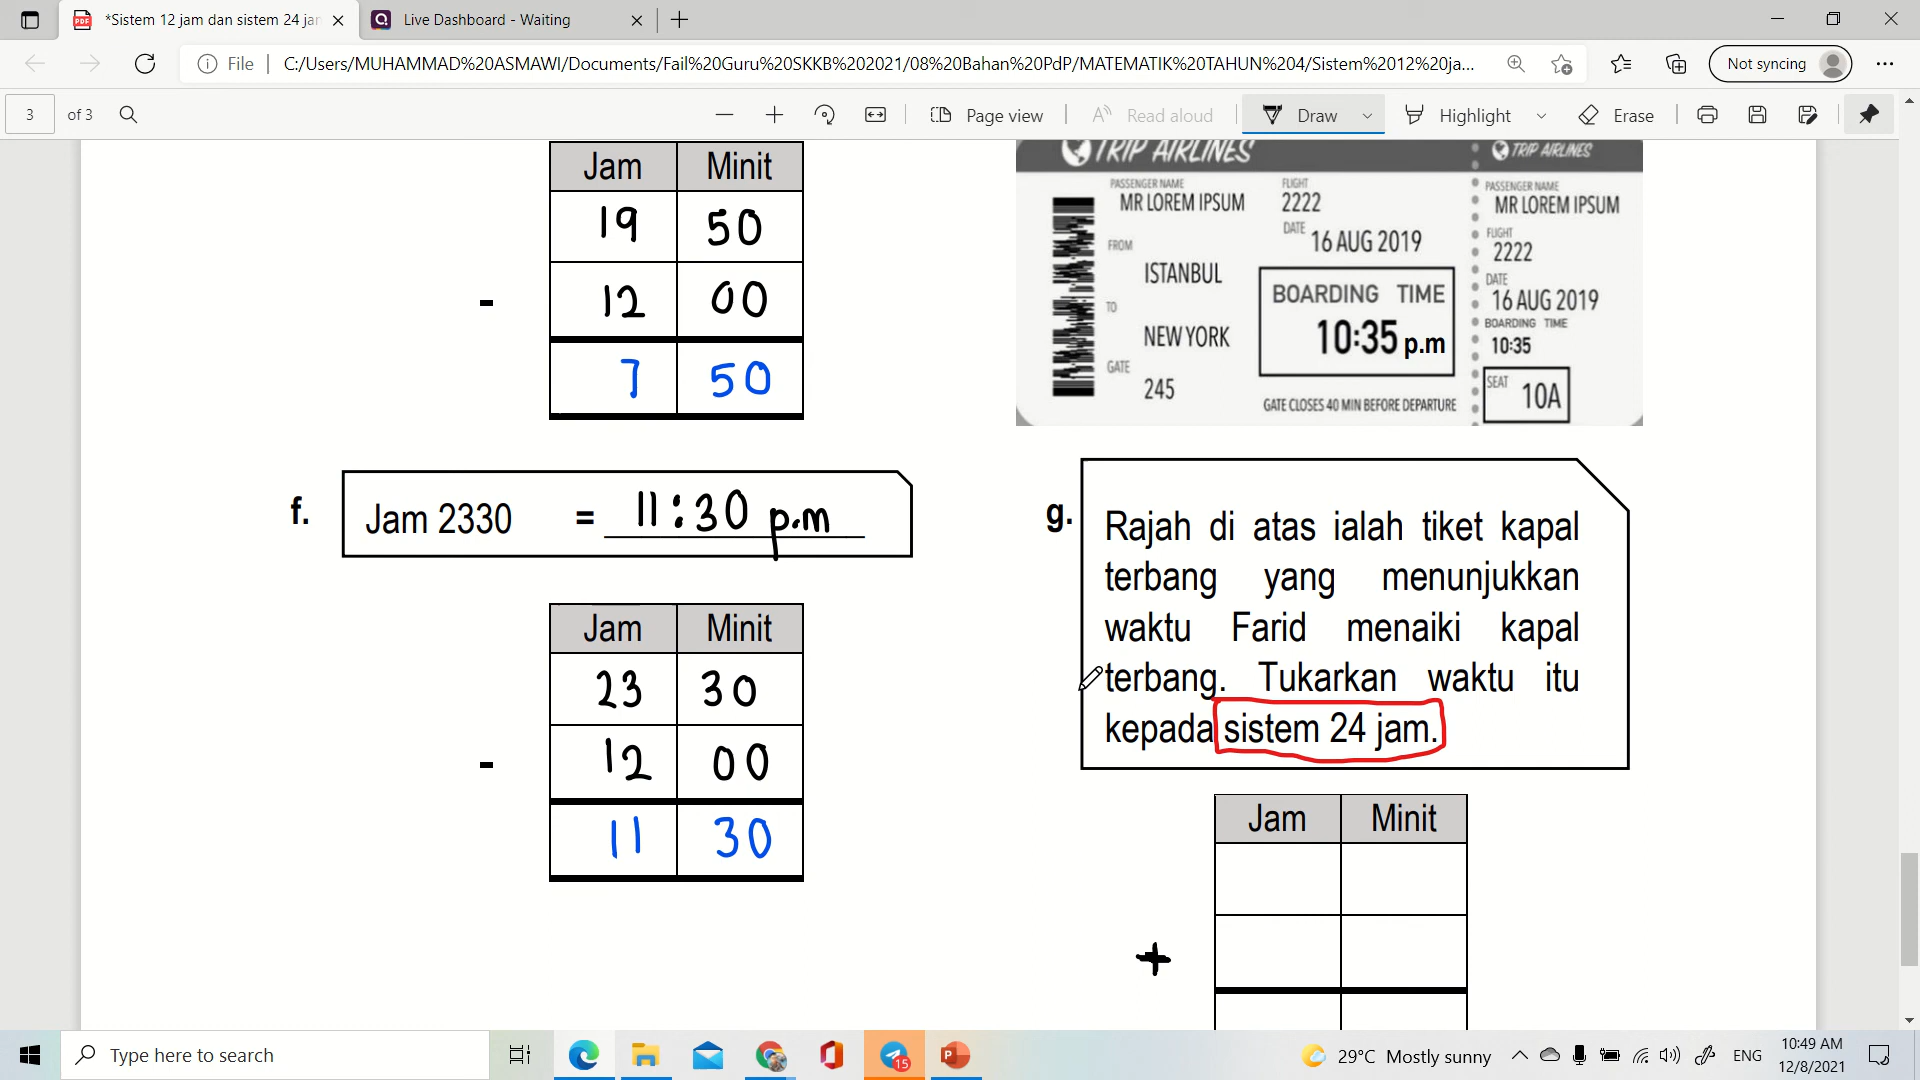 *Sistem 12 jam dan sistem 24 jar
Live Dashboard - Waiting
File
C:/Users/MUHAMMAD%20ASMAWI/Documents/Fail%20Guru%20SKKB%202021/08%20Bahan%20PdP/MATEMATIK%20TAHUN%204/Sistem%2012%20ja...
Not syncing
3 of 3
Page view
Read aloud
Draw
Highlight
Erase
Jam Minit
19 50
- 12 00
7 50
TRIP AIRLINES
PASSENGER NAME
MR LOREM IPSUM
FLIGHT
2222
DATE
16 AUG 2019
FROM
ISTANBUL
TO
NEW YORK
GATE
245
BOARDING TIME
10:35 p.m
GATE CLOSES 40 MIN BEFORE DEPARTURE
TRIP AIRLINES
PASSENGER NAME
MR LOREM IPSUM
FLIGHT
2222
DATE
16 AUG 2019
BOARDING TIME
10:35
SEAT 10A
f. Jam 2330 = 11:30 p.m
Jam Minit
23 30
- 12 00
11 30
g. Rajah di atas ialah tiket kapal
terbang yang menunjukkan
waktu Farid menaiki kapal
terbang. Tukarkan waktu itu
kepada sistem 24 jam.
Jam Minit
+
Type here to search
15
29°C Mostly sunny
ENG
10:49 AM
12/8/2021